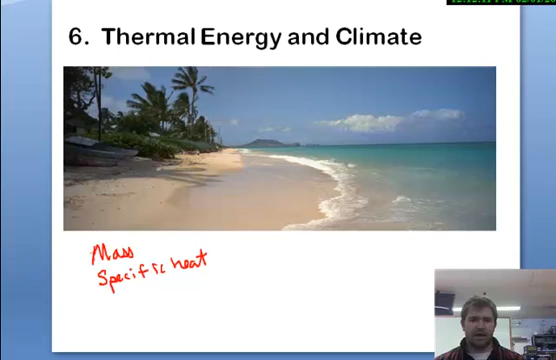 6. Thermal Energy and Climate
Mass
Specific heat